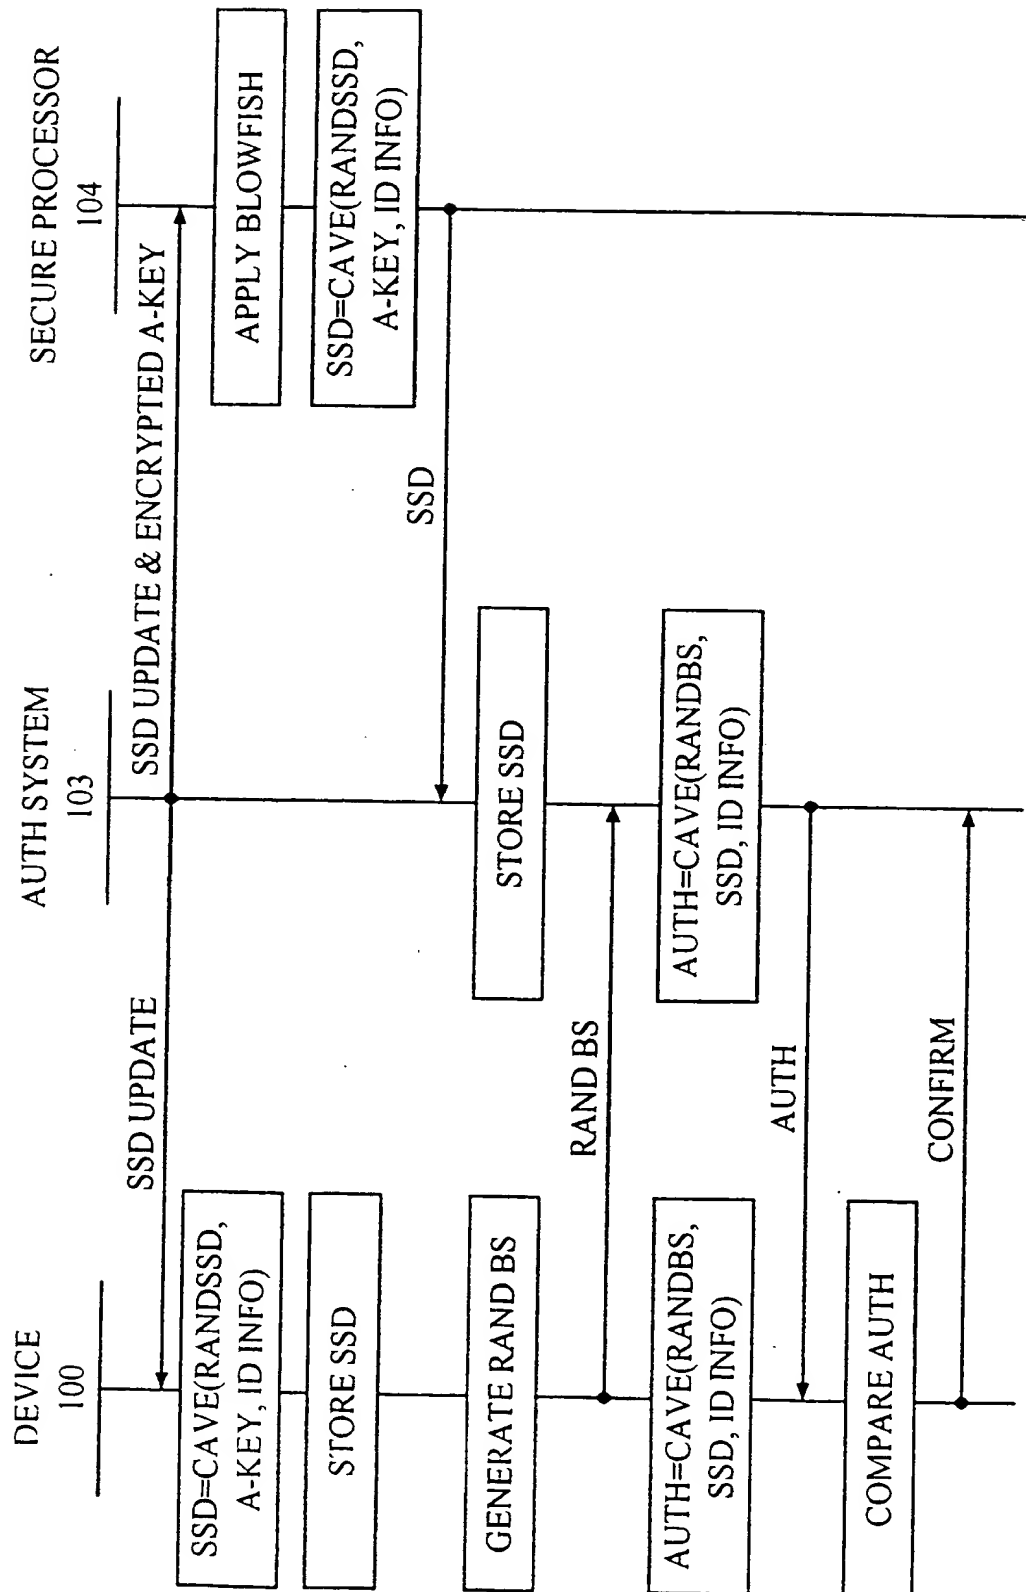 DEVICE
100
AUTH SYSTEM
103
SECURE PROCESSOR
104
SSD UPDATE
SSD UPDATE & ENCRYPTED A-KEY
SSD=CAVE(RANDSSD,
A-KEY, ID INFO)
APPLY BLOWFISH
STORE SSD
SSD=CAVE(RANDSSD,
A-KEY, ID INFO)
SSD
GENERATE RAND BS
STORE SSD
RAND BS
AUTH=CAVE(RANDBS,
SSD, ID INFO)
AUTH=CAVE(RANDBS,
SSD, ID INFO)
AUTH
COMPARE AUTH
CONFIRM